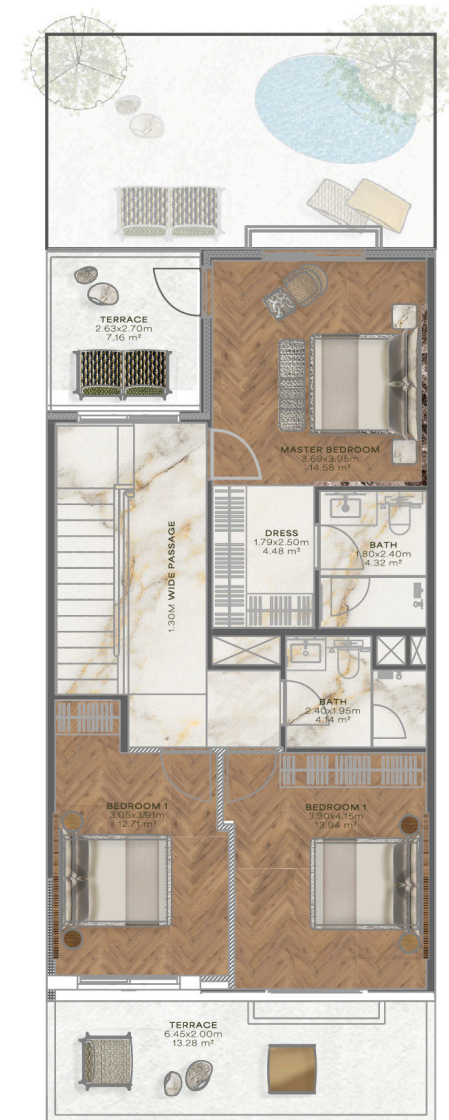 TERRACE
2.63x2.70m
7.16 m²
MASTER BEDROOM
3.69x3.95m
14.58 m²
DRESS
1.79x2.50m
4.48 m²
BATH
1.80x2.40m
4.32 m²
1.30M WIDE PASSAGE
BATH
2.40x1.95m
4.14 m²
BEDROOM 1
3.05x3.91m
12.71 m²
BEDROOM 1
3.30x4.15m
13.94 m²
TERRACE
6.45x2.00m
13.28 m²